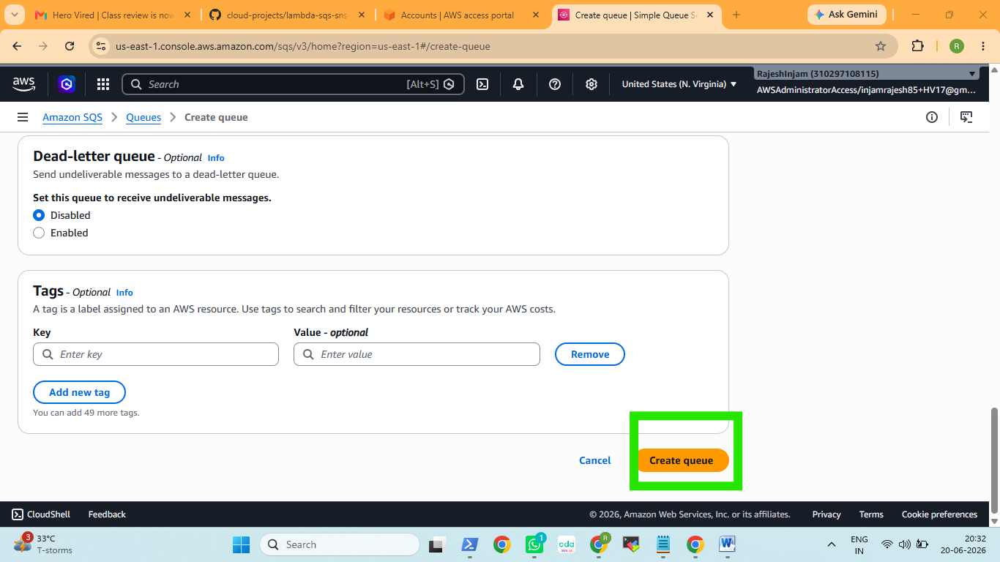 Hero Vired | Class review is now
cloud-projects/lambda-sqs-sns
Accounts | AWS access portal
Create queue | Simple Queue Se
Ask Gemini
us-east-1.console.aws.amazon.com/sqs/v3/home?region=us-east-1#/create-queue
R
aws
Search
[Alt+S]
United States (N. Virginia)
RajeshInjam (310297108115)
AWSAdministratorAccess/injamrajesh85+HV17@gm...
Amazon SQS
Queues
Create queue
Dead-letter queue - Optional Info
Send undeliverable messages to a dead-letter queue.
Set this queue to receive undeliverable messages.
Disabled
Enabled
Tags - Optional Info
A tag is a label assigned to an AWS resource. Use tags to search and filter your resources or track your AWS costs.
Key
Value - optional
Enter key
Enter value
Remove
Add new tag
You can add 49 more tags.
Cancel
Create queue
CloudShell
Feedback
© 2026, Amazon Web Services, Inc. or its affiliates.
Privacy
Terms
Cookie preferences
3
33°C
T-storms
Search
1
R
ENG
IN
20:32
20-06-2026